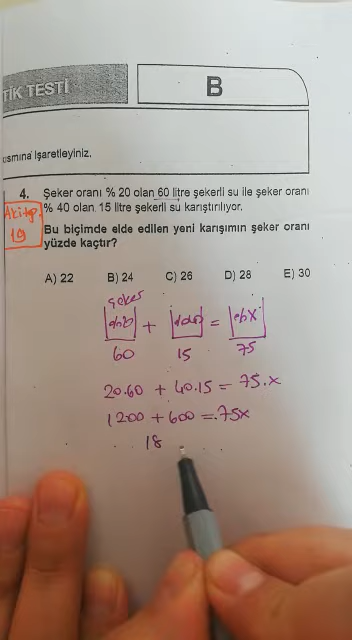 TİK TESTİ
B
usmına işaretleyiniz.
4. Şeker oranı % 20 olan 60 litre şekerli su ile şeker oranı
% 40 olan 15 litre şekerli su karıştırılıyor.
19
Bu biçimde elde edilen yeni karışımın şeker oranı
yüzde kaçtır?
A) 22 B) 24 C) 26 D) 28 E) 30
şeker
%20 + %40 = %X
60 15 75
20.60 + 40.15 = 75.x
1200 + 600 = 75x
18